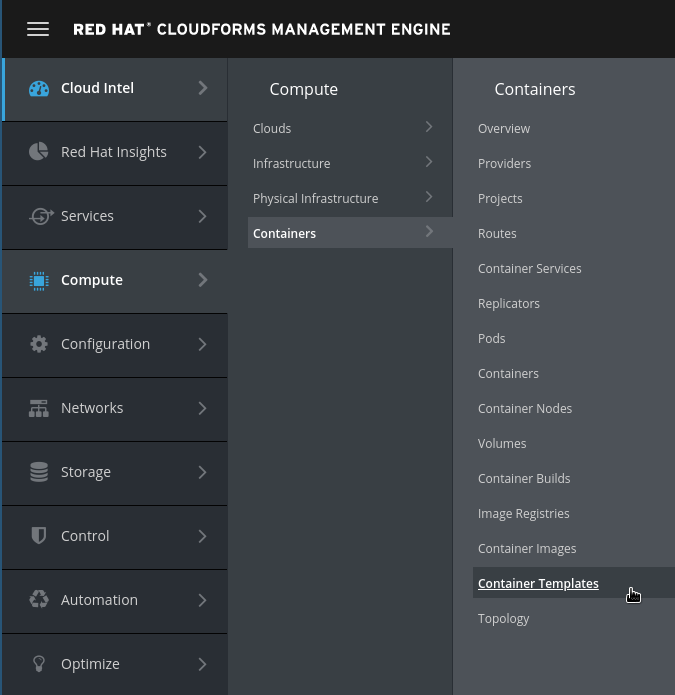 RED HAT® CLOUDFORMS MANAGEMENT ENGINE
Cloud Intel
Red Hat Insights
Services
Compute
Configuration
Networks
Storage
Control
Automation
Optimize
Compute
Clouds
Infrastructure
Physical Infrastructure
Containers
Containers
Overview
Providers
Projects
Routes
Container Services
Replicators
Pods
Containers
Container Nodes
Volumes
Container Builds
Image Registries
Container Images
Container Templates
Topology